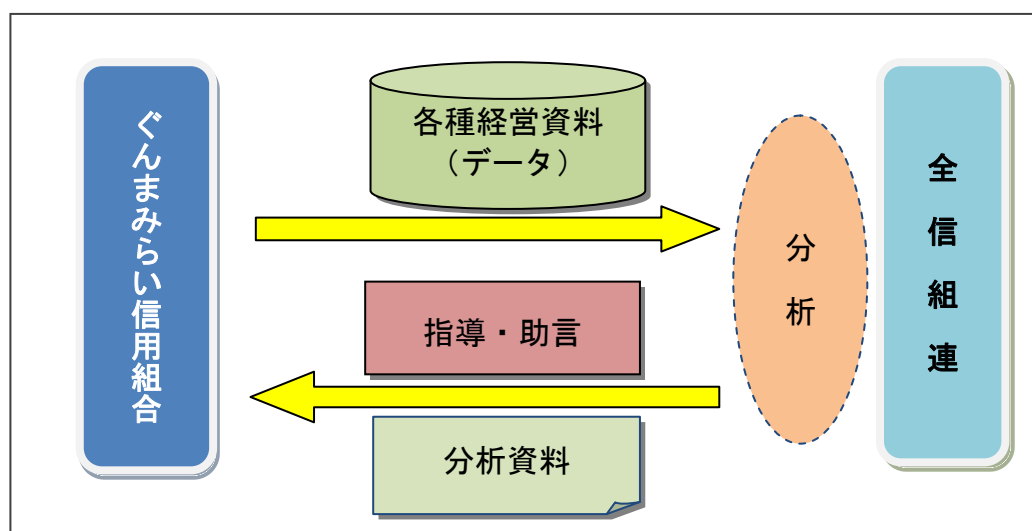 ぐんまみらい信用組合
各種経営資料
（データ）
指導・助言
分析資料
分析
全信組連